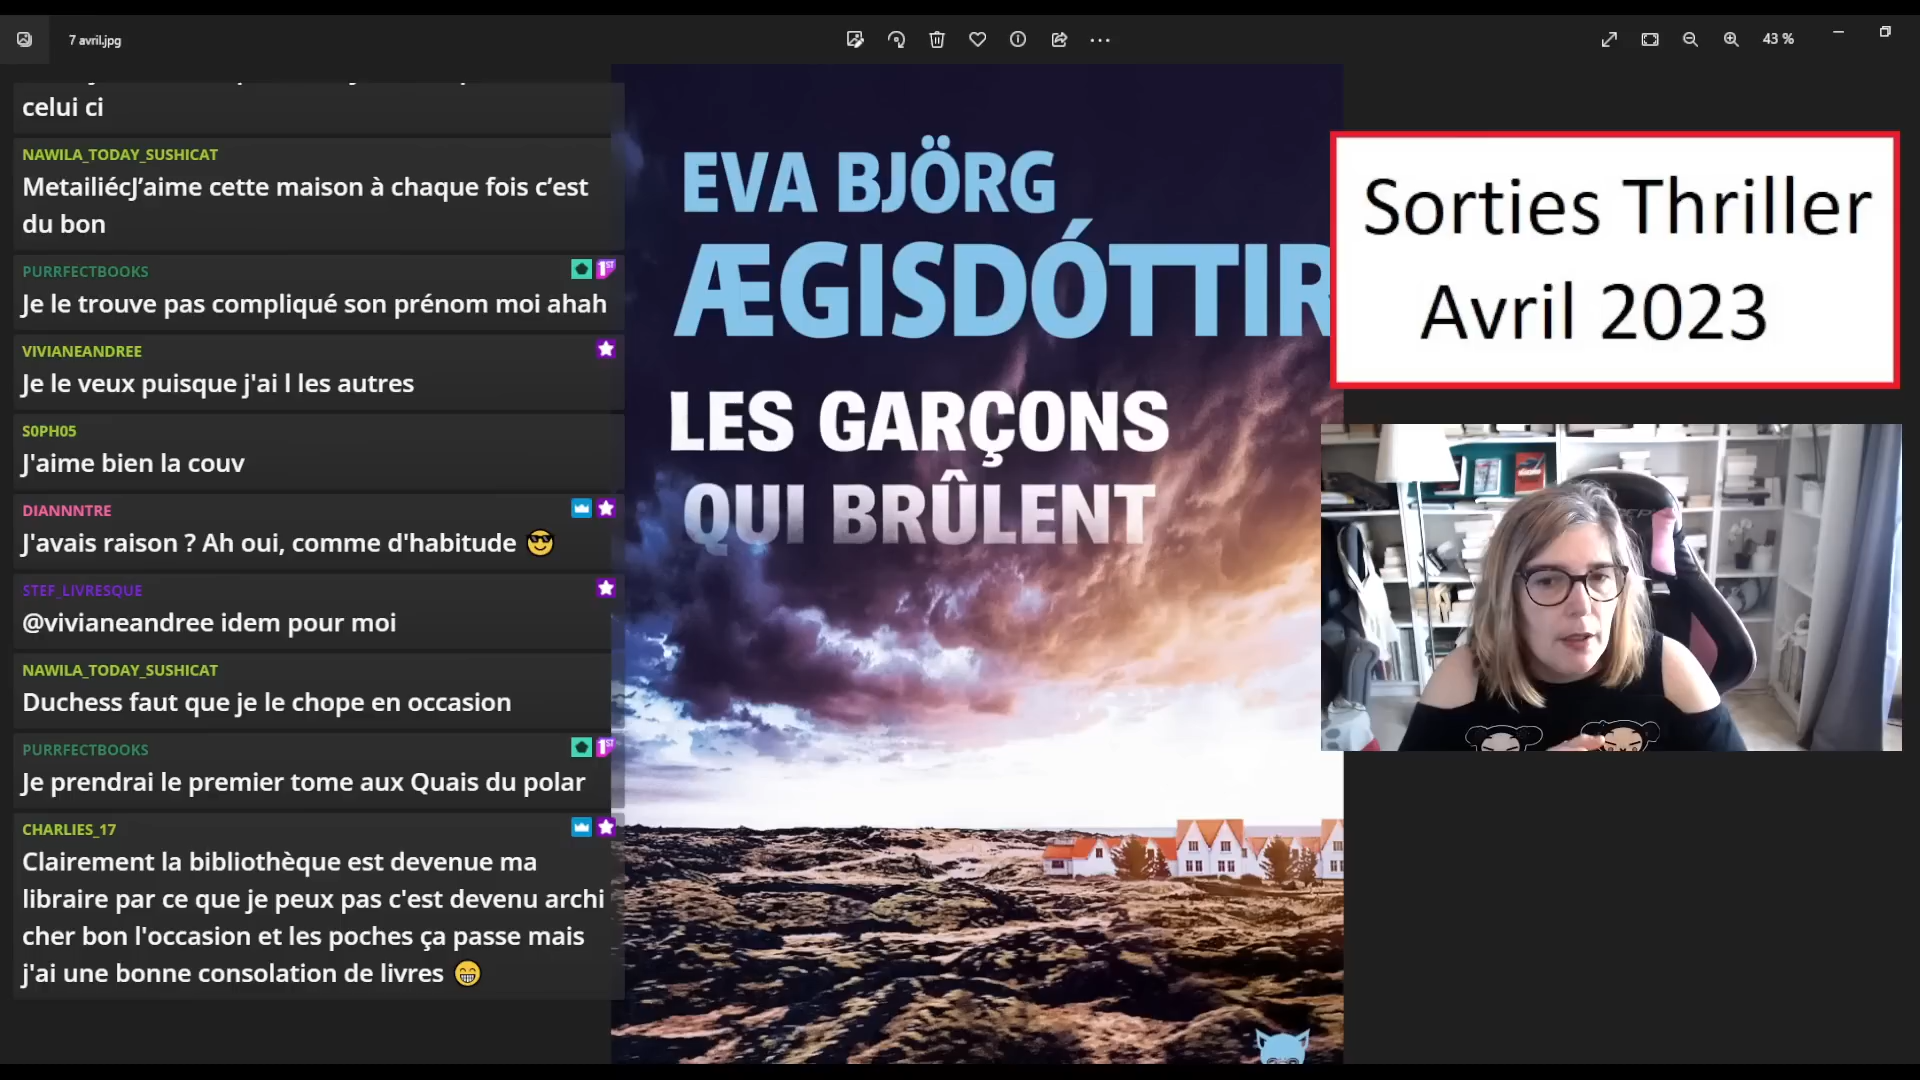 7 avril.jpg
43 %
celui ci
NAWILA_TODAY_SUSHICAT
MetailiécJ’aime cette maison à chaque fois c’est
du bon
PURRFECTBOOKS
Je le trouve pas compliqué son prénom moi ahah
VIVIANEANDREE
Je le veux puisque j'ai l les autres
S0PH05
J'aime bien la couv
DIANNNTRE
J'avais raison ? Ah oui, comme d'habitude 😎
STEF_LIVRESQUE
@vivianeandree idem pour moi
NAWILA_TODAY_SUSHICAT
Duchess faut que je le chope en occasion
PURRFECTBOOKS
Je prendrai le premier tome aux Quais du polar
CHARLIES_17
Clairement la bibliothèque est devenue ma
libraire par ce que je peux pas c'est devenu archi
cher bon l'occasion et les poches ça passe mais
j'ai une bonne consolation de livres 😁
EVA BJÖRG
ÆGISDÓTTIR
LES GARÇONS
QUI BRÛLENT
Sorties Thriller
Avril 2023